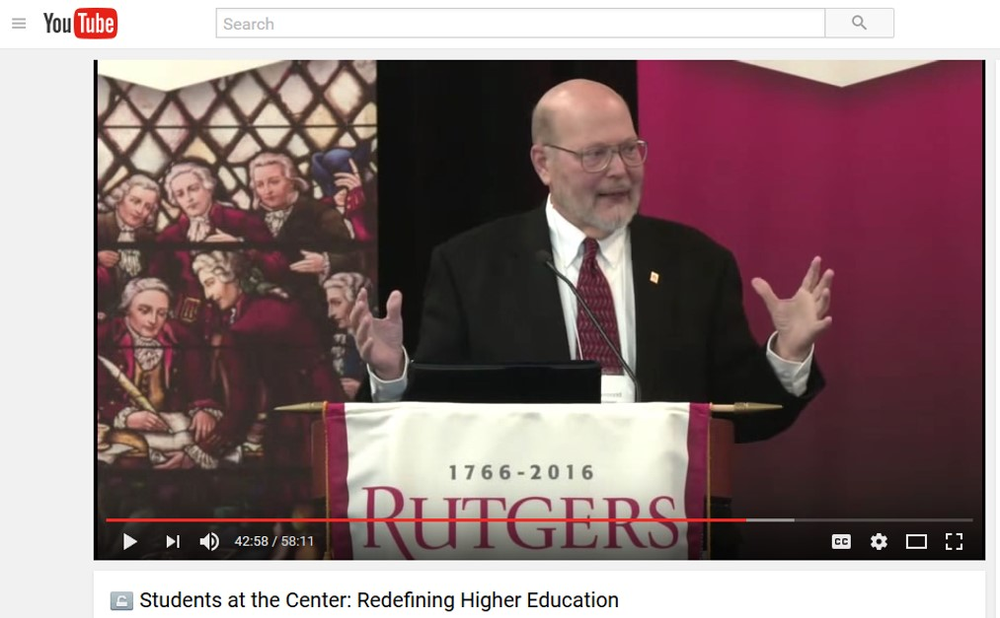 YouTube
Search
1766-2016
RUTGERS
42:58 / 58:11
CC
Students at the Center: Redefining Higher Education